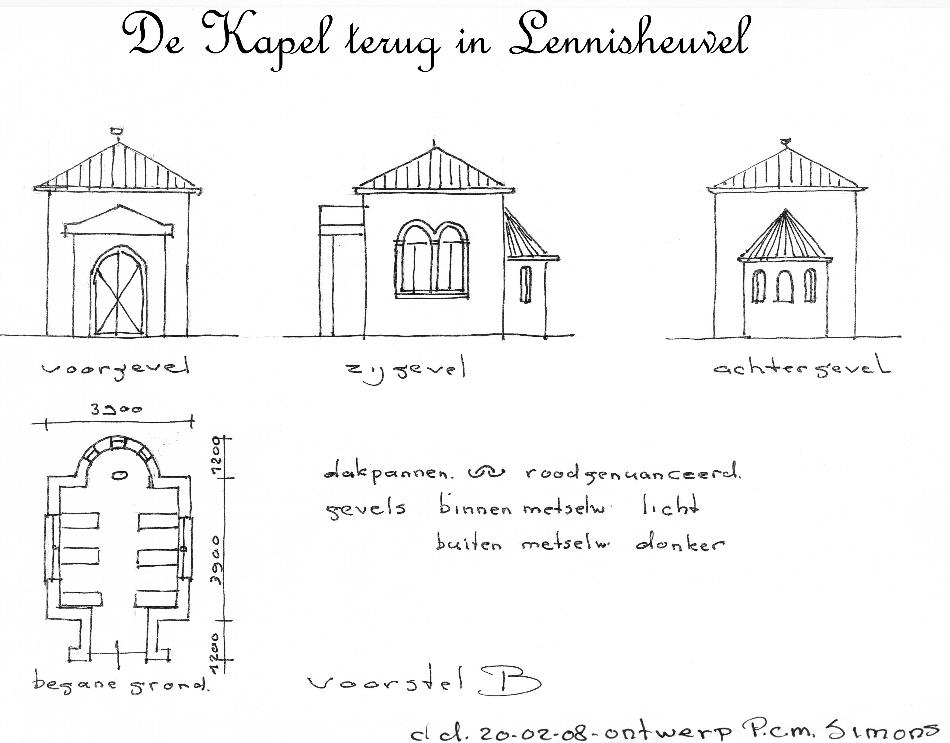 De Kapel terug in Lennisheuvel
voorgevel
zijgevel
achtergevel
3900
1200
3900
1200
begane grond.
dakpannen. roodgenuanceerd.
gevels binnen metselw. licht
buiten metselw. donker
voorstel B
d.d. 20-02-08-ontwerp P.c.m. Simons